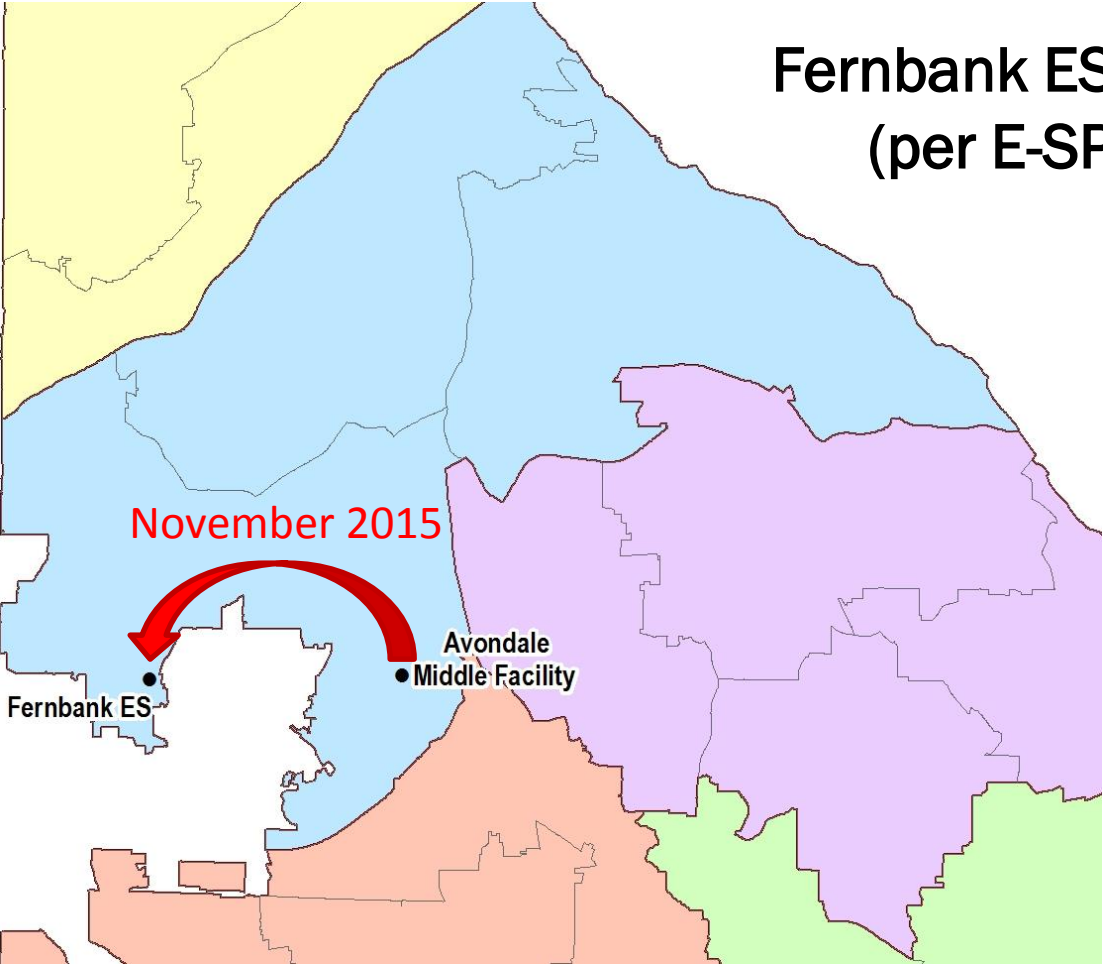 Fernbank ES
(per E-SP
November 2015
Avondale
Middle Facility
Fernbank ES